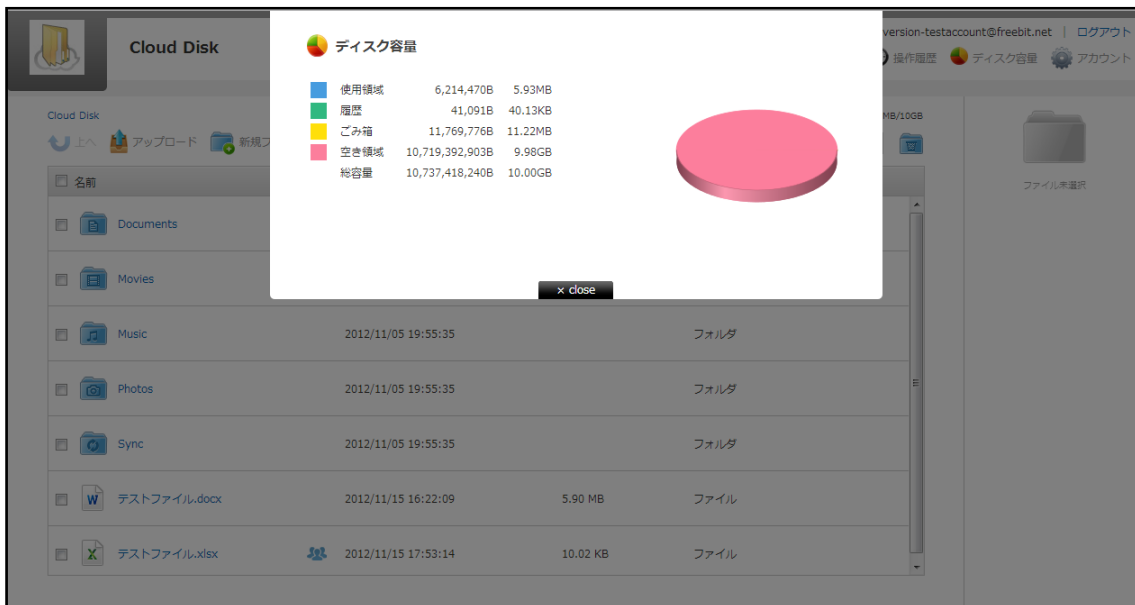 Cloud Disk
version-testaccount@freebit.net | ログアウト
操作履歴 ディスク容量 アカウント
ディスク容量
使用領域 6,214,470B 5.93MB
履歴 41,091B 40.13KB
ごみ箱 11,769,776B 11.22MB
空き領域 10,719,392,903B 9.98GB
総容量 10,737,418,240B 10.00GB
× close
Cloud Disk
MB/10GB
上へ アップロード 新規フ
名前
ファイル未選択
Documents
Movies
Music 2012/11/05 19:55:35 フォルダ
Photos 2012/11/05 19:55:35 フォルダ
Sync 2012/11/05 19:55:35 フォルダ
テストファイル.docx 2012/11/15 16:22:09 5.90 MB ファイル
テストファイル.xlsx 2012/11/15 17:53:14 10.02 KB ファイル